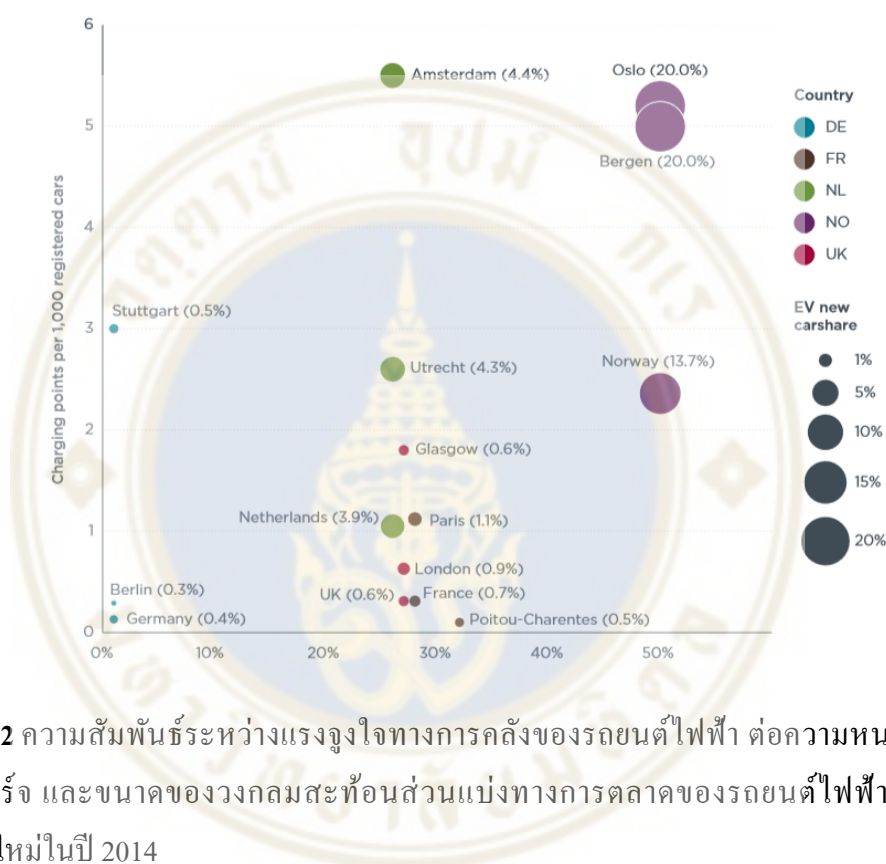 6
Amsterdam (4.4%)
Oslo (20.0%)
Country
5
DE
Bergen (20.0%)
FR
NL
4
NO
UK
Charging points per 1,000 registered cars
Stuttgart (0.5%)
EV new
carshare
3
Utrecht (4.3%)
Norway (13.7%)
1%
5%
2
10%
Glasgow (0.6%)
15%
Netherlands (3.9%)
Paris (1.1%)
1
20%
London (0.9%)
Berlin (0.3%)
UK (0.6%)
France (0.7%)
Germany (0.4%)
Poitou-Charentes (0.5%)
0
0% 10% 20% 30% 40% 50%
2 ความสัมพันธ์ระหว่างแรงจูงใจทางการคลังของรถยนต์ไฟฟ้า ต่อความหน
ร์จ และขนาดของวงกลมสะท้อนส่วนแบ่งทางการตลาดของรถยนต์ไฟฟ้า
ใหม่ในปี 2014